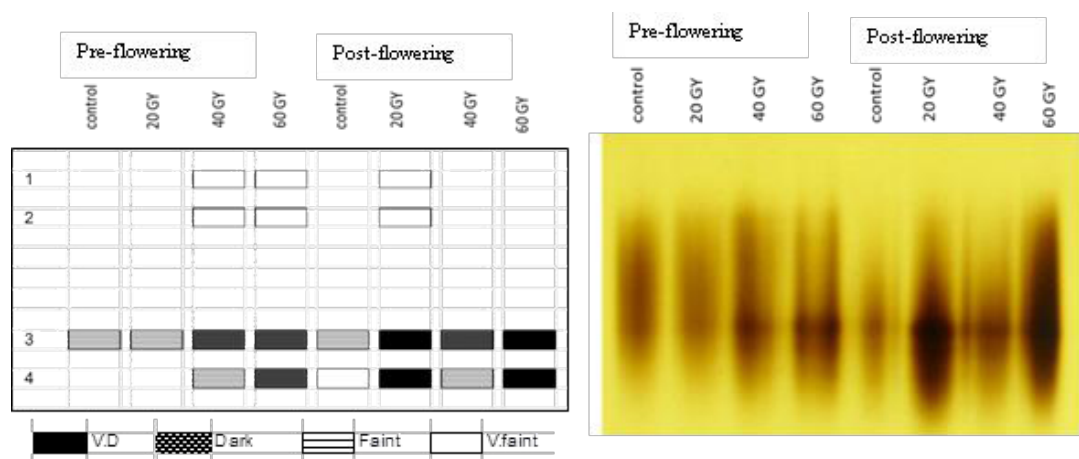 Pre-flowering Post-flowering
control 20 GY 40 GY 60 GY control 20 GY 40 GY 60 GY
1
2
3
4
V.D Dark Faint V.faint
Pre-flowering Post-flowering
control 20 GY 40 GY 60 GY control 20 GY 40 GY 60 GY